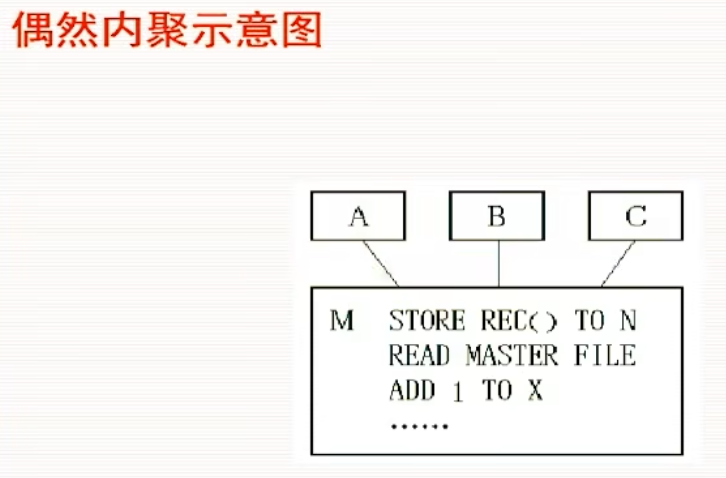 偶然内聚示意图
A B C
M STORE REC() TO N
READ MASTER FILE
ADD 1 TO X
……